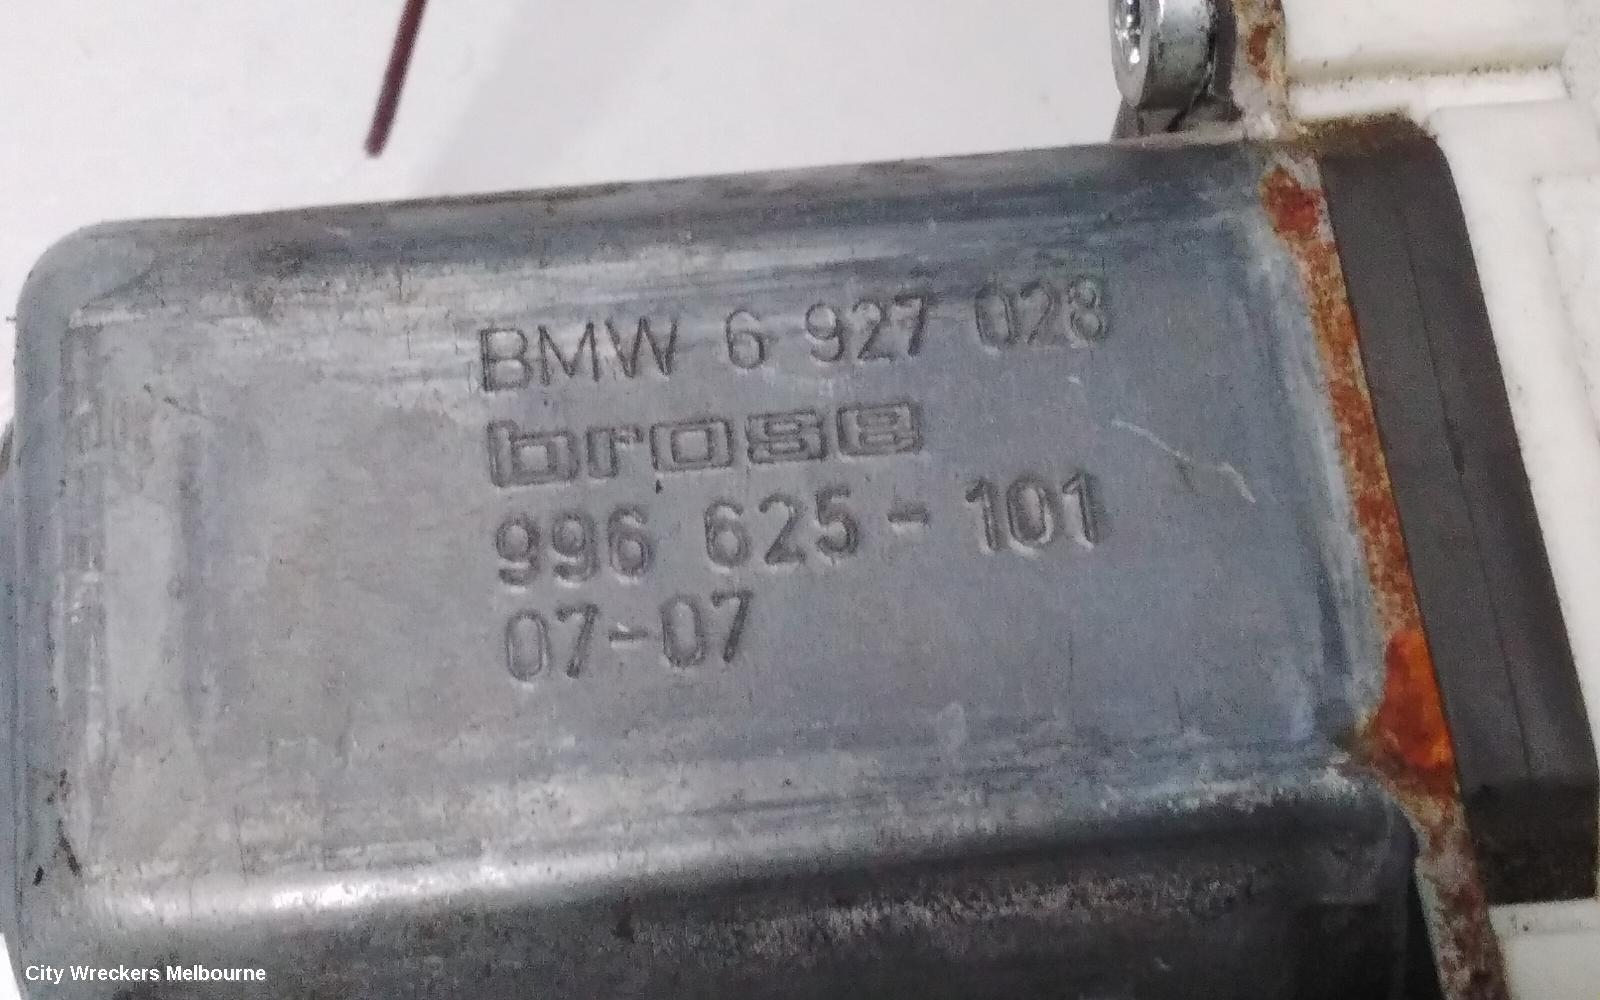 BMW 6 927 028
brose
996 625-101
07-07
City Wreckers Melbourne